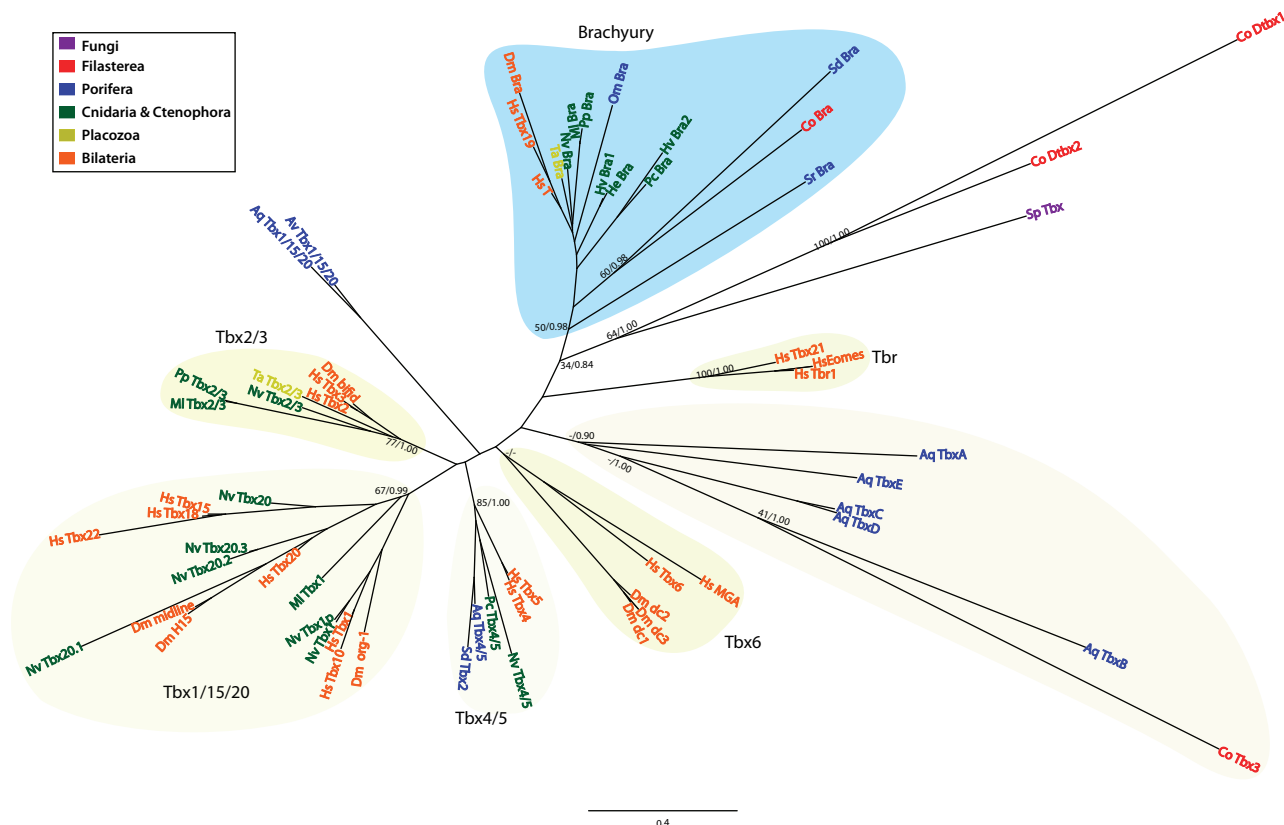 Fungi
Filasterea
Porifera
Cnidaria & Ctenophora
Placozoa
Bilateria
Brachyury
Dm Bra
Hs Tbx19
Hs T
Ta Bra
Nv Bra
Ml Bra
Pp Bra
Om Bra
Hv Bra1
He Bra
Pc Bra
Hv Bra2
Sd Bra
Co Bra
Sr Bra
60/0.98
50/0.98
Co Dtbx1
Co Dtbx2
Sp Tbx
100/1.00
64/1.00
34/0.84
Av Tbx1/15/20
Aq Tbx1/15/20
Tbx2/3
Pp Tbx2/3
Ml Tbx2/3
Ta Tbx2/3
Nv Tbx2/3
Dm bifid
Hs Tbx3
Hs Tbx2
77/1.00
Tbr
Hs Tbx21
HsEomes
Hs Tbr1
100/1.00
-/0.90
-/1.00
41/1.00
Aq TbxA
Aq TbxE
Aq TbxC
Aq TbxD
Aq TbxB
Co Tbx3
-/-
Hs Tbx6
Hs MGA
Dm dc2
Dm dc3
Dm dc1
Tbx6
85/1.00
Hs Tbx5
Hs Tbx4
Pc Tbx4/5
Aq Tbx4/5
Sd Tbx2
Nv Tbx4/5
Tbx4/5
67/0.99
Nv Tbx20
Hs Tbx15
Hs Tbx18
Hs Tbx22
Nv Tbx20.3
Nv Tbx20.2
Hs Tbx20
Dm midline
Dm H15
Nv Tbx20.1
Ml Tbx1
Nv Tbx1p
Nv Tbx1
Hs Tbx1
Hs Tbx10
Dm org-1
Tbx1/15/20
0.4